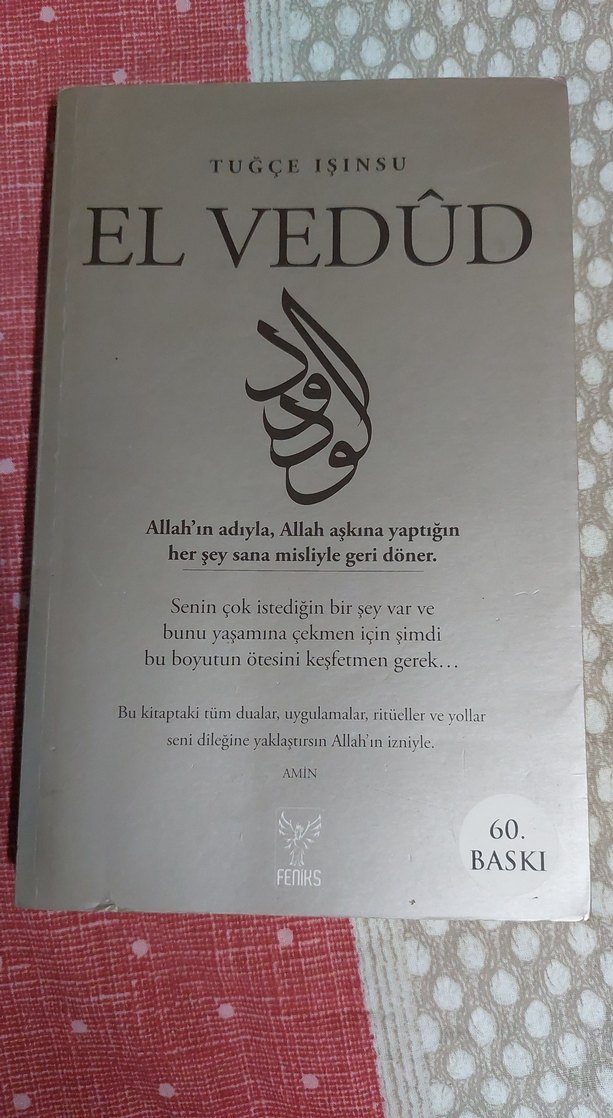 TUĞÇE IŞINSU
EL VEDÛD
الودود
Allah'ın adıyla, Allah aşkına yaptığın
her şey sana misliyle geri döner.
Senin çok istediğin bir şey var ve
bunu yaşamına çekmen için şimdi
bu boyutun ötesini keşfetmen gerek...
Bu kitaptaki tüm dualar, uygulamalar, ritüeller ve yollar
seni dileğine yaklaştırsın Allah'ın izniyle.
AMİN
FENİKS
60.
BASKI